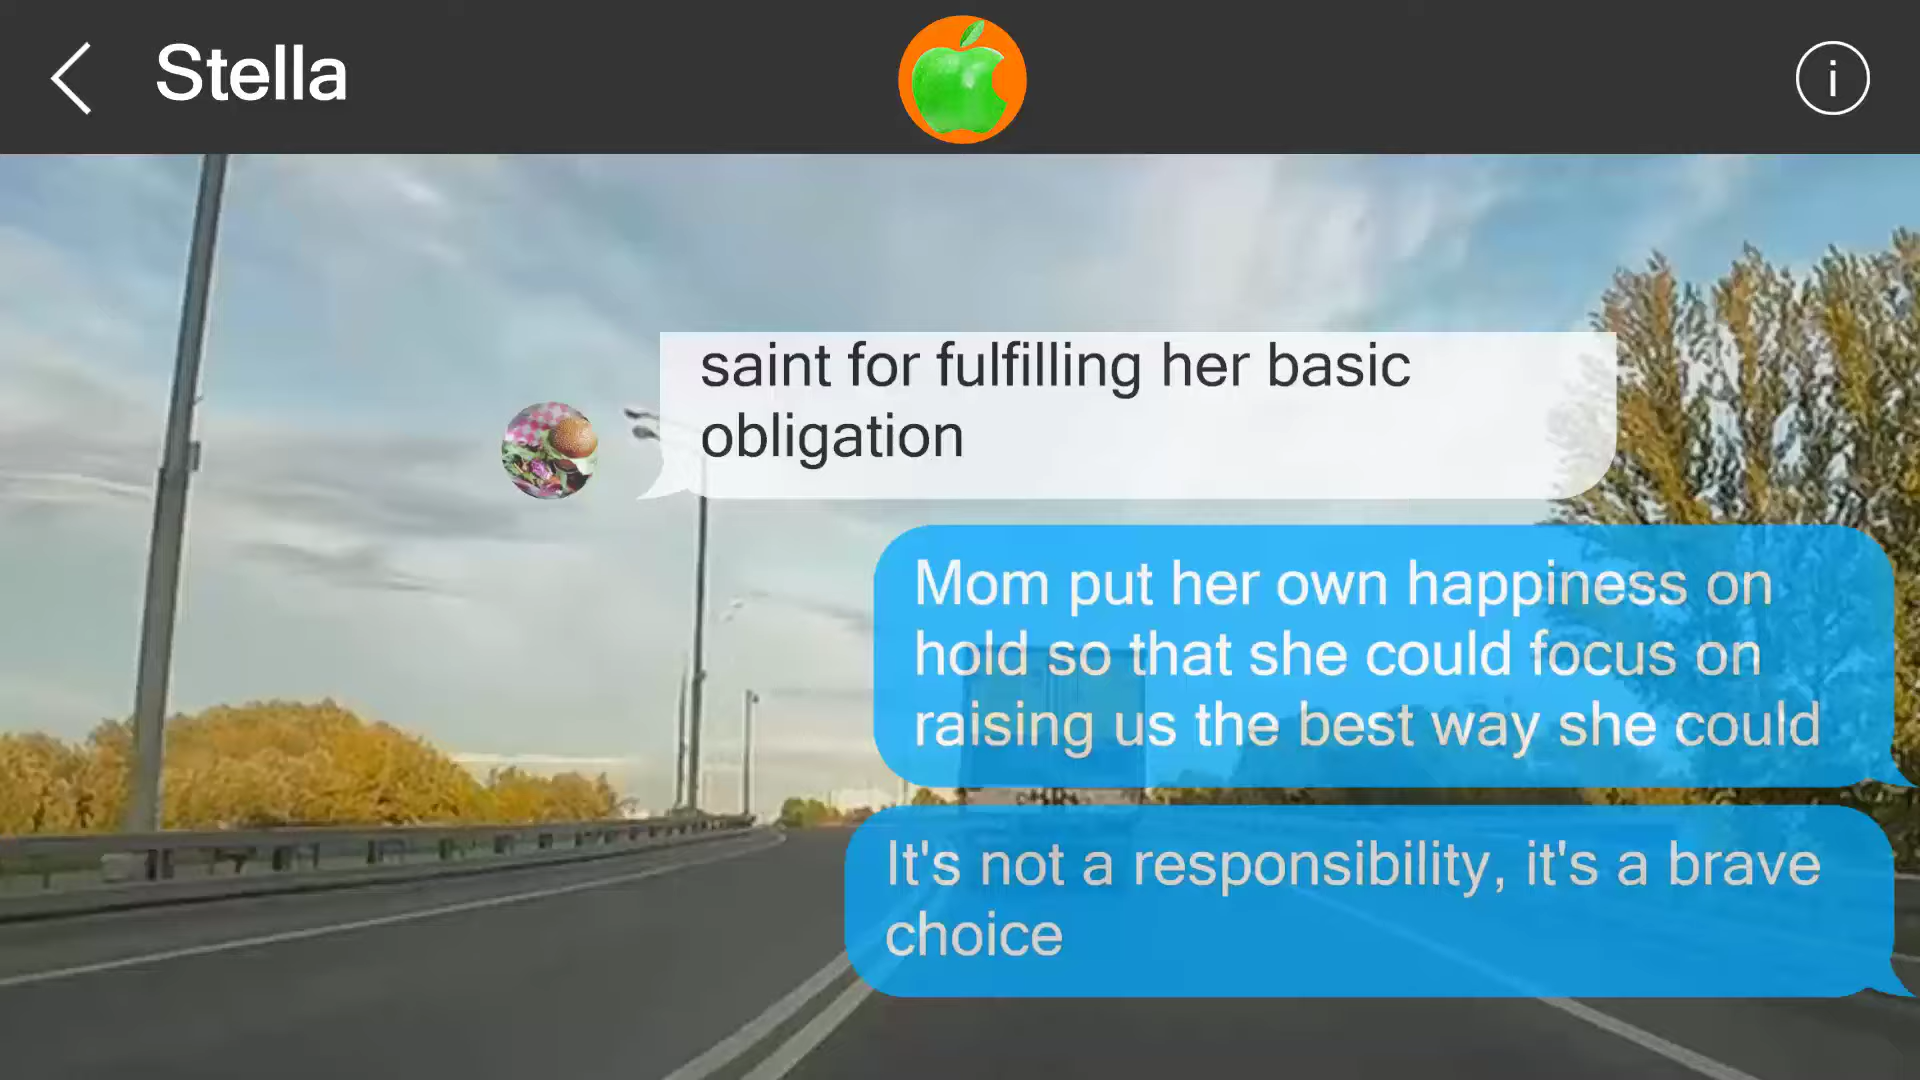 Stella
i
saint for fulfilling her basic
obligation
Mom put her own happiness on
hold so that she could focus on
raising us the best way she could
It's not a responsibility, it's a brave
choice